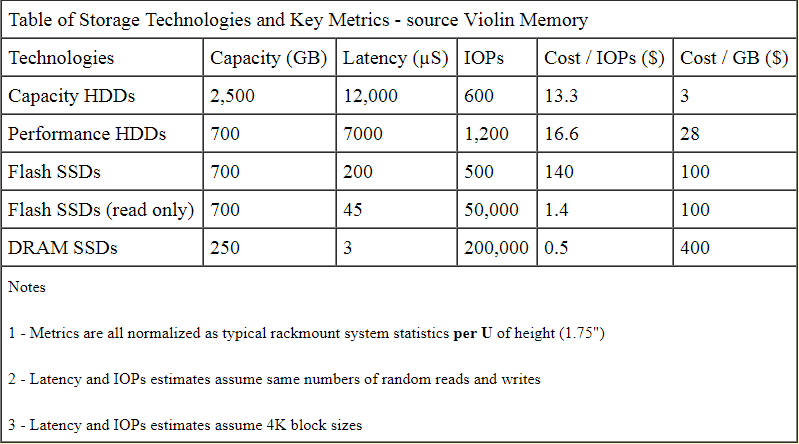 Table of Storage Technologies and Key Metrics - source Violin Memory
Technologies Capacity (GB) Latency (µS) IOPs Cost / IOPs ($) Cost / GB ($)
Capacity HDDs 2,500 12,000 600 13.3 3
Performance HDDs 700 7000 1,200 16.6 28
Flash SSDs 700 200 500 140 100
Flash SSDs (read only) 700 45 50,000 1.4 100
DRAM SSDs 250 3 200,000 0.5 400
Notes
1 - Metrics are all normalized as typical rackmount system statistics per U of height (1.75")
2 - Latency and IOPs estimates assume same numbers of random reads and writes
3 - Latency and IOPs estimates assume 4K block sizes